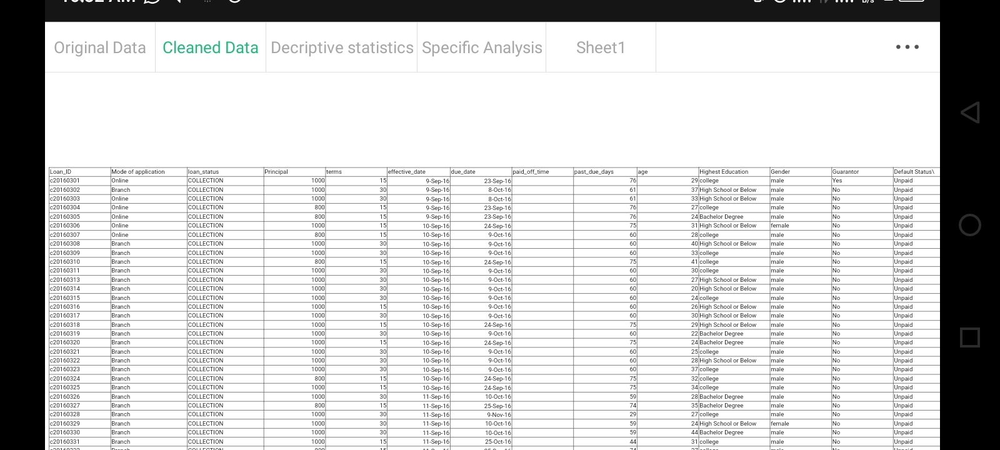 Original Data Cleaned Data Decriptive statistics Specific Analysis Sheet1
Loan_ID Mode of application loan_status Principal terms effective_date due_date paid_off_time past_due_days age Highest Education Gender Guarantor Default Status\
c20160301 Online COLLECTION 1000 15 9-Sep-16 23-Sep-16 76 29 college male Yes Unpaid
c20160302 Branch COLLECTION 1000 30 9-Sep-16 8-Oct-16 61 37 High School or Below male No Unpaid
c20160303 Online COLLECTION 1000 30 9-Sep-16 8-Oct-16 61 33 High School or Below male No Unpaid
c20160304 Online COLLECTION 800 15 9-Sep-16 23-Sep-16 76 27 college male No Unpaid
c20160305 Online COLLECTION 800 15 9-Sep-16 23-Sep-16 76 24 Bachelor Degree male No Unpaid
c20160306 Online COLLECTION 1000 15 10-Sep-16 24-Sep-16 75 31 High School or Below female No Unpaid
c20160307 Online COLLECTION 800 15 10-Sep-16 9-Oct-16 60 28 college male No Unpaid
c20160308 Branch COLLECTION 1000 30 10-Sep-16 9-Oct-16 60 40 High School or Below male No Unpaid
c20160309 Branch COLLECTION 1000 30 10-Sep-16 9-Oct-16 60 33 college male No Unpaid
c20160310 Branch COLLECTION 800 15 10-Sep-16 24-Sep-16 75 41 college male No Unpaid
c20160311 Branch COLLECTION 1000 30 10-Sep-16 9-Oct-16 60 30 college male No Unpaid
c20160313 Branch COLLECTION 1000 30 10-Sep-16 9-Oct-16 60 27 High School or Below male No Unpaid
c20160314 Branch COLLECTION 1000 30 10-Sep-16 9-Oct-16 60 20 High School or Below male No Unpaid
c20160315 Branch COLLECTION 1000 30 10-Sep-16 9-Oct-16 60 24 college male No Unpaid
c20160316 Branch COLLECTION 1000 15 10-Sep-16 9-Oct-16 60 26 High School or Below male No Unpaid
c20160317 Branch COLLECTION 1000 30 10-Sep-16 9-Oct-16 60 30 High School or Below male No Unpaid
c20160318 Branch COLLECTION 1000 15 10-Sep-16 24-Sep-16 75 29 High School or Below male No Unpaid
c20160319 Branch COLLECTION 1000 30 10-Sep-16 9-Oct-16 60 22 Bachelor Degree male No Unpaid
c20160320 Branch COLLECTION 1000 15 10-Sep-16 24-Sep-16 75 24 Bachelor Degree male No Unpaid
c20160321 Branch COLLECTION 1000 30 10-Sep-16 9-Oct-16 60 25 college male No Unpaid
c20160322 Branch COLLECTION 1000 30 10-Sep-16 9-Oct-16 60 28 High School or Below male No Unpaid
c20160323 Branch COLLECTION 1000 30 10-Sep-16 9-Oct-16 60 37 college male No Unpaid
c20160324 Branch COLLECTION 800 15 10-Sep-16 24-Sep-16 75 32 college male No Unpaid
c20160325 Branch COLLECTION 1000 15 10-Sep-16 24-Sep-16 75 34 college male No Unpaid
c20160326 Branch COLLECTION 1000 30 11-Sep-16 10-Oct-16 59 28 Bachelor Degree male No Unpaid
c20160327 Branch COLLECTION 800 15 11-Sep-16 25-Sep-16 74 35 Bachelor Degree male No Unpaid
c20160328 Branch COLLECTION 1000 30 11-Sep-16 9-Nov-16 29 27 college male No Unpaid
c20160329 Branch COLLECTION 1000 30 11-Sep-16 10-Oct-16 59 24 High School or Below female No Unpaid
c20160330 Branch COLLECTION 1000 30 11-Sep-16 10-Oct-16 59 44 Bachelor Degree male No Unpaid
c20160331 Branch COLLECTION 1000 15 11-Sep-16 25-Oct-16 44 31 college male No Unpaid